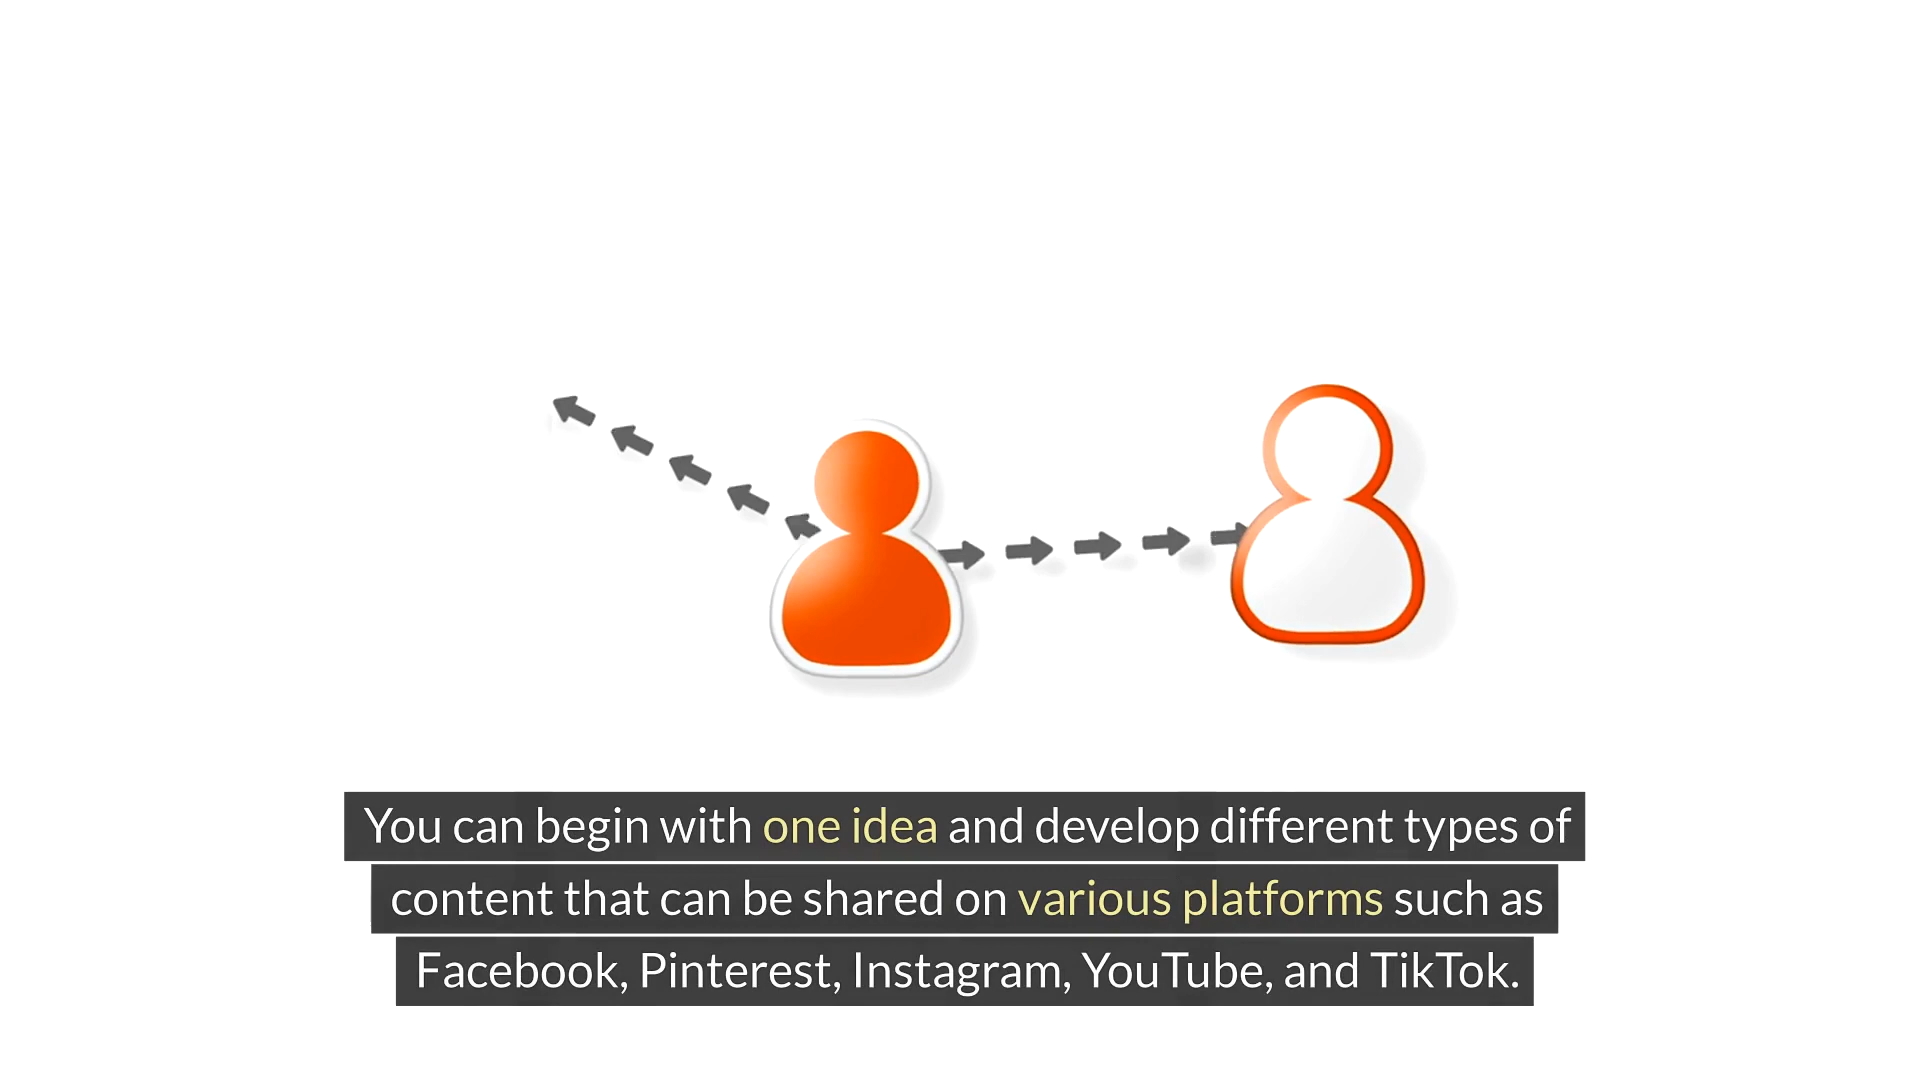 You can begin with one idea and develop different types of
content that can be shared on various platforms such as
Facebook, Pinterest, Instagram, YouTube, and TikTok.